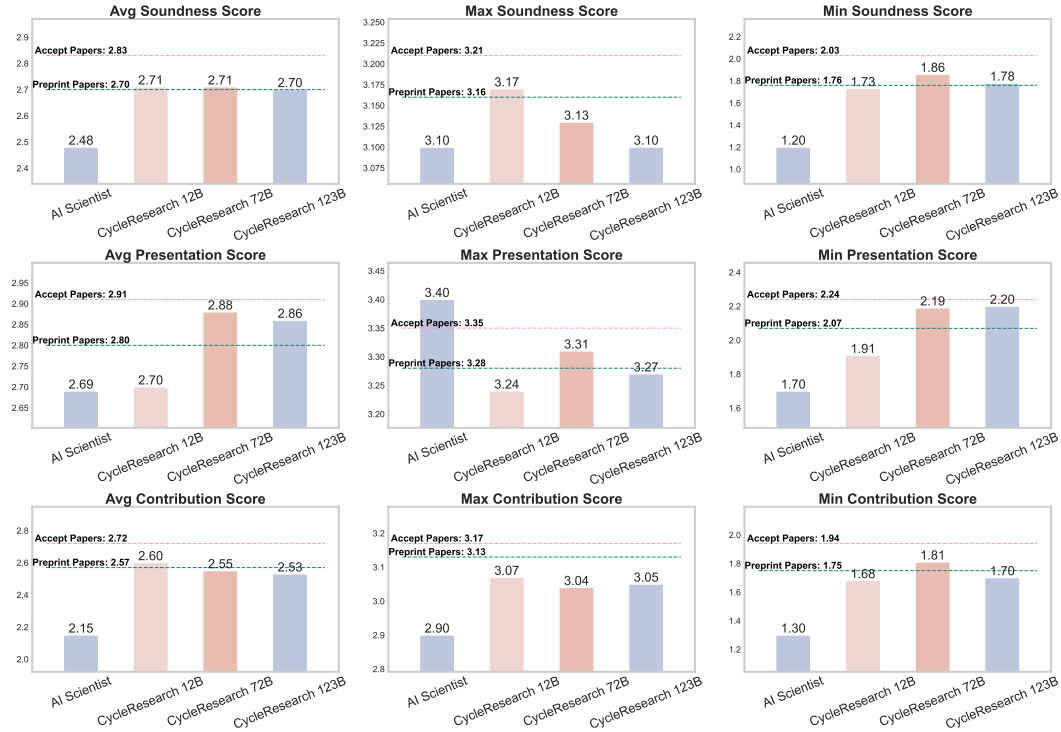 Avg Soundness Score
2.9
2.8
2.7
2.6
2.5
2.4
Accept Papers: 2.83
Preprint Papers: 2.70
2.48
2.71
2.71
2.70
AI Scientist
CycleResearch 12B
CycleResearch 72B
CycleResearch 123B
Max Soundness Score
3.250
3.225
3.200
3.175
3.150
3.125
3.100
3.075
Accept Papers: 3.21
Preprint Papers: 3.16
3.10
3.17
3.13
3.10
AI Scientist
CycleResearch 12B
CycleResearch 72B
CycleResearch 123B
Min Soundness Score
2.2
2.0
1.8
1.6
1.4
1.2
1.0
Accept Papers: 2.03
Preprint Papers: 1.76
1.20
1.73
1.86
1.78
AI Scientist
CycleResearch 12B
CycleResearch 72B
CycleResearch 123B
Avg Presentation Score
2.95
2.90
2.85
2.80
2.75
2.70
2.65
Accept Papers: 2.91
Preprint Papers: 2.80
2.69
2.70
2.88
2.86
AI Scientist
CycleResearch 12B
CycleResearch 72B
CycleResearch 123B
Max Presentation Score
3.45
3.40
3.35
3.30
3.25
3.20
Accept Papers: 3.35
Preprint Papers: 3.28
3.40
3.24
3.31
3.27
AI Scientist
CycleResearch 12B
CycleResearch 72B
CycleResearch 123B
Min Presentation Score
2.4
2.2
2.0
1.8
1.6
Accept Papers: 2.24
Preprint Papers: 2.07
1.70
1.91
2.19
2.20
AI Scientist
CycleResearch 12B
CycleResearch 72B
CycleResearch 123B
Avg Contribution Score
2.8
2.6
2.4
2.2
2.0
Accept Papers: 2.72
Preprint Papers: 2.57
2.15
2.60
2.55
2.53
AI Scientist
CycleResearch 12B
CycleResearch 72B
CycleResearch 123B
Max Contribution Score
3.2
3.1
3.0
2.9
2.8
Accept Papers: 3.17
Preprint Papers: 3.13
2.90
3.07
3.04
3.05
AI Scientist
CycleResearch 12B
CycleResearch 72B
CycleResearch 123B
Min Contribution Score
2.0
1.8
1.6
1.4
1.2
Accept Papers: 1.94
Preprint Papers: 1.75
1.30
1.68
1.81
1.70
AI Scientist
CycleResearch 12B
CycleResearch 72B
CycleResearch 123B